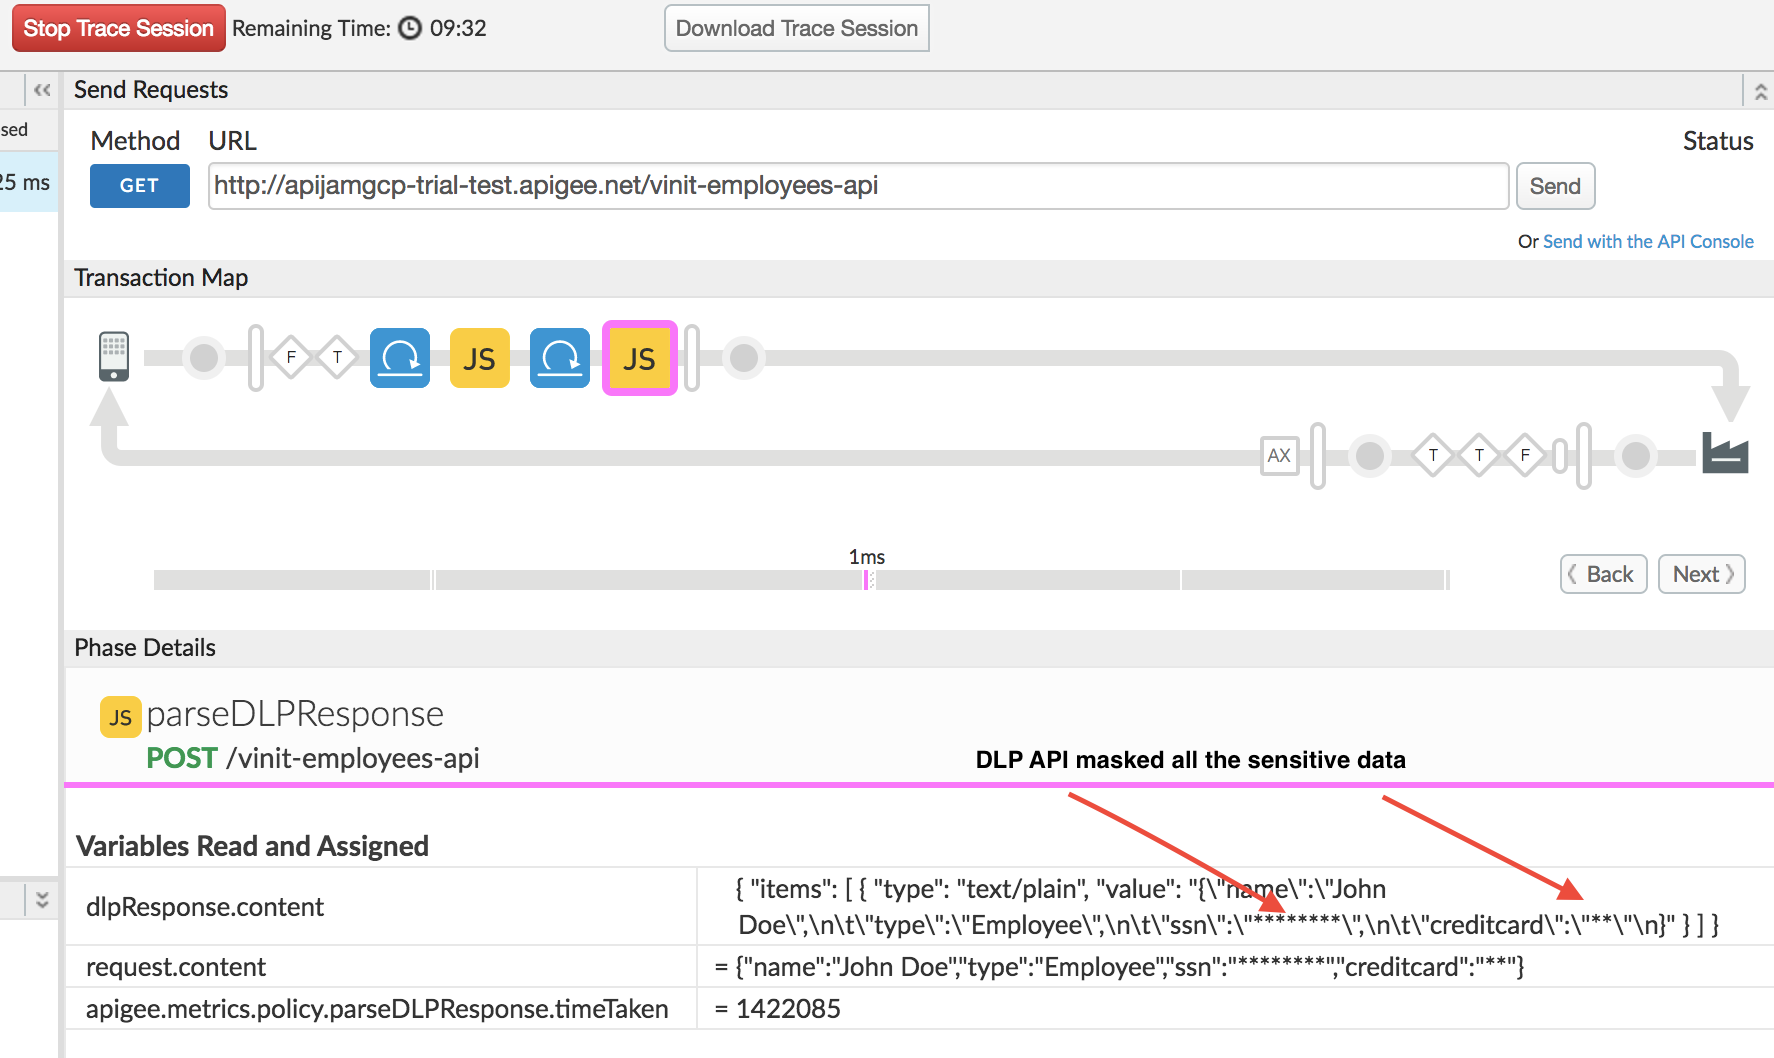 Stop Trace Session Remaining Time: 09:32 Download Trace Session
Send Requests
sed
Method URL Status
25 ms
GET http://apijamgcp-trial-test.apigee.net/vinit-employees-api Send
Or Send with the API Console
Transaction Map
F T JS JS
AX T T F
1ms
Back Next
Phase Details
JS parseDLPResponse
POST /vinit-employees-api
DLP API masked all the sensitive data
Variables Read and Assigned
dlpResponse.content
{ "items": [ { "type": "text/plain", "value": "{\"name\":\"John
Doe\",\n\t\"type\":\"Employee\",\n\t\"ssn\":\"********\",\n\t\"creditcard\":\"**\"\n}" } ] }
request.content = {"name":"John Doe","type":"Employee","ssn":"********","creditcard":"**"}
apigee.metrics.policy.parseDLPResponse.timeTaken = 1422085